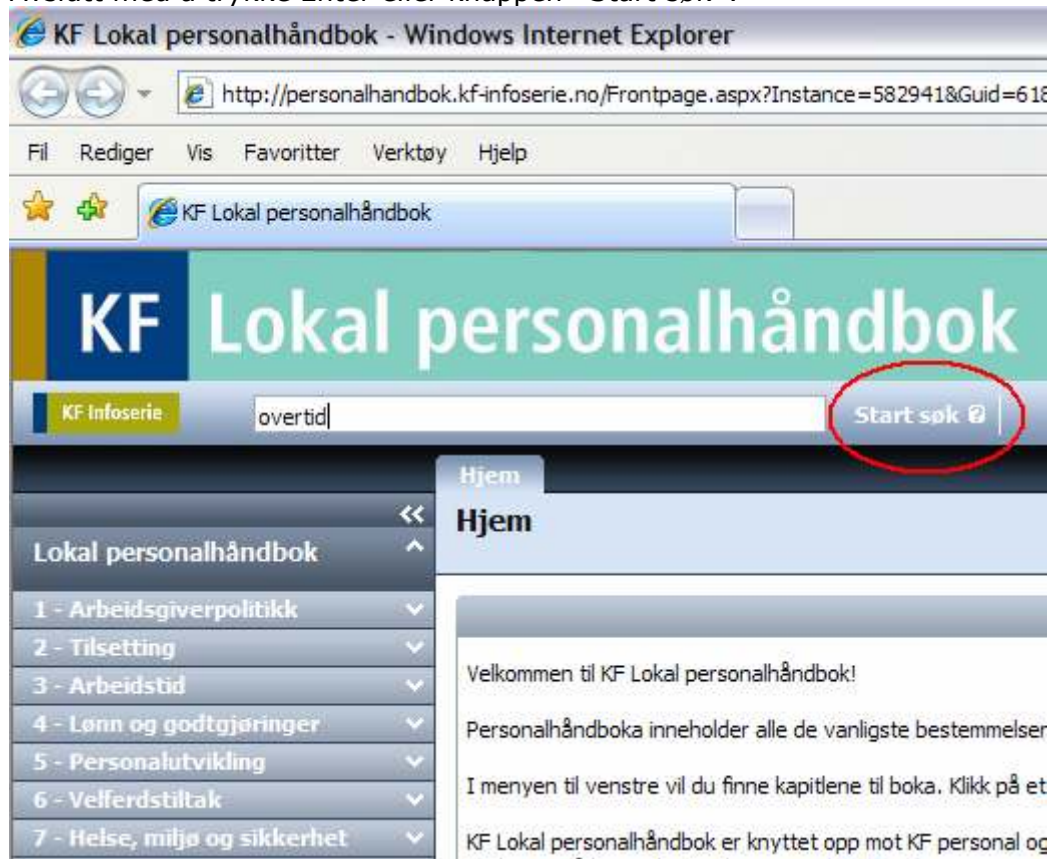 KF Lokal personalhåndbok - Windows Internet Explorer
http://personalhandbok.kf-infoserie.no/Frontpage.aspx?Instance=582941&Guid=618
Fil Rediger Vis Favoritter Verktøy Hjelp
KF Lokal personalhåndbok
KF Lokal personalhåndbok
KF Infoserie overtid Start søk ?
Hjem
Hjem
Lokal personalhåndbok
1 - Arbeidsgiverpolitikk
2 - Tilsetting
3 - Arbeidstid
4 - Lønn og godtgjøringer
5 - Personalutvikling
6 - Velferdstiltak
7 - Helse, miljø og sikkerhet
Velkommen til KF Lokal personalhåndbok!
Personalhåndboka inneholder alle de vanligste bestemmelser
I menyen til venstre vil du finne kapitlene til boka. Klikk på et
KF Lokal personalhåndbok er knyttet opp mot KF personal og